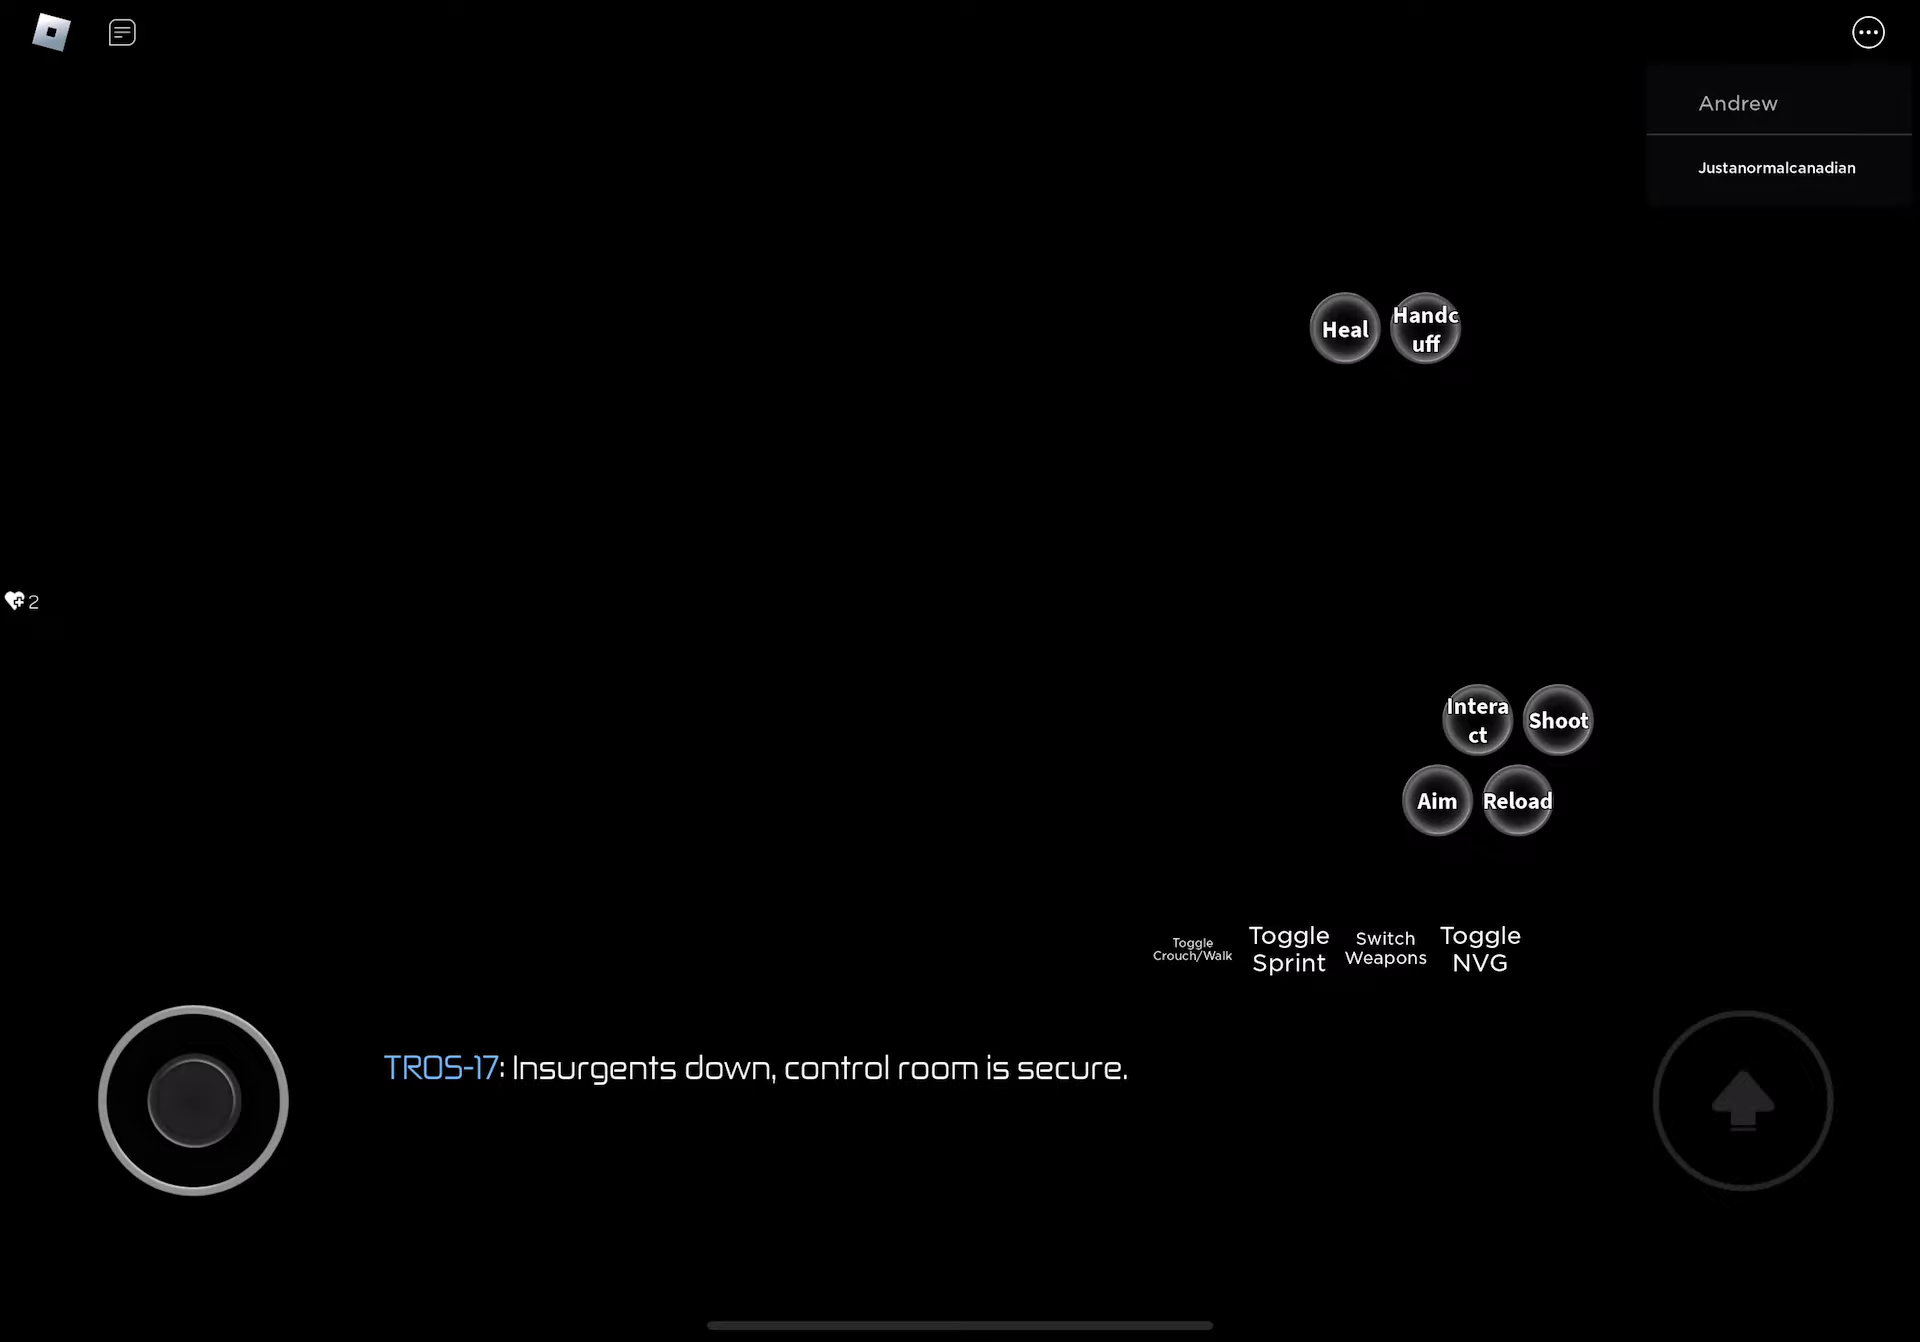 Andrew
Justanormalcanadian
Heal
Handc
uff
2
Intera
ct
Shoot
Aim
Reload
Toggle
Crouch/Walk
Toggle
Sprint
Switch
Weapons
Toggle
NVG
TROS-17: Insurgents down, control room is secure.